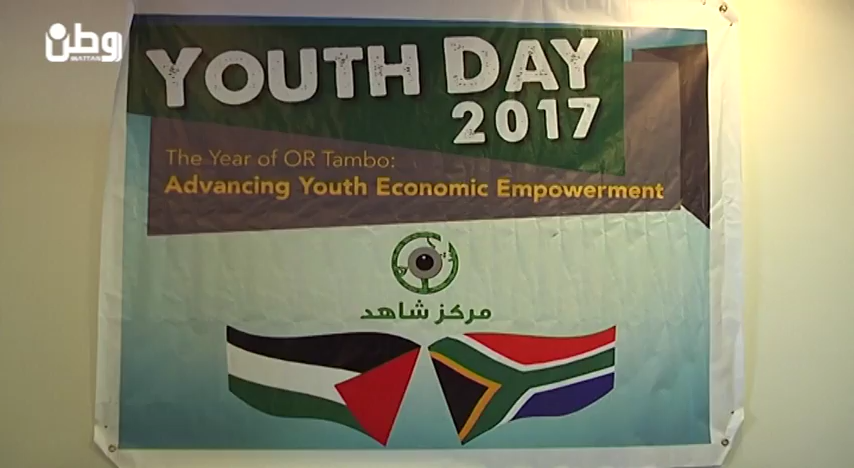 وطن
WATTAN
YOUTH DAY
2017
The Year of OR Tambo:
Advancing Youth Economic Empowerment
مركز شاهد